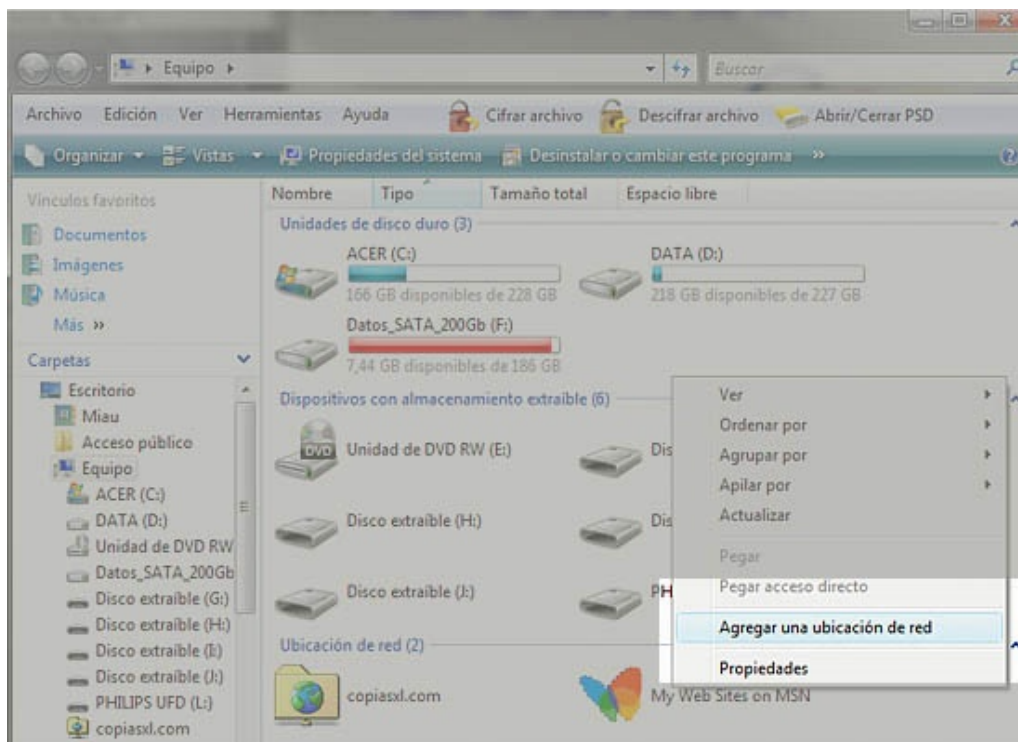 Equipo
Buscar
Archivo Edición Ver Herramientas Ayuda Cifrar archivo Descifrar archivo Abrir/Cerrar PSD
Organizar Vistas Propiedades del sistema Desinstalar o cambiar este programa »
Vínculos favoritos
Documentos
Imágenes
Música
Más »
Carpetas
Escritorio
Miau
Acceso público
Equipo
ACER (C:)
DATA (D:)
Unidad de DVD RW
Datos_SATA_200Gb
Disco extraíble (G:)
Disco extraíble (H:)
Disco extraíble (I:)
Disco extraíble (J:)
PHILIPS UFD (L:)
copiasxl.com
Nombre Tipo Tamaño total Espacio libre
Unidades de disco duro (3)
ACER (C:)
166 GB disponibles de 228 GB
DATA (D:)
218 GB disponibles de 227 GB
Datos_SATA_200Gb (F:)
7,44 GB disponibles de 186 GB
Dispositivos con almacenamiento extraíble (6)
DVD
Unidad de DVD RW (E:)
Dis
Disco extraíble (H:)
Dis
Disco extraíble (J:)
PH
Ubicación de red (2)
copiasxl.com
My Web Sites on MSN
Ver
Ordenar por
Agrupar por
Apilar por
Actualizar
Pegar
Pegar acceso directo
Agregar una ubicación de red
Propiedades